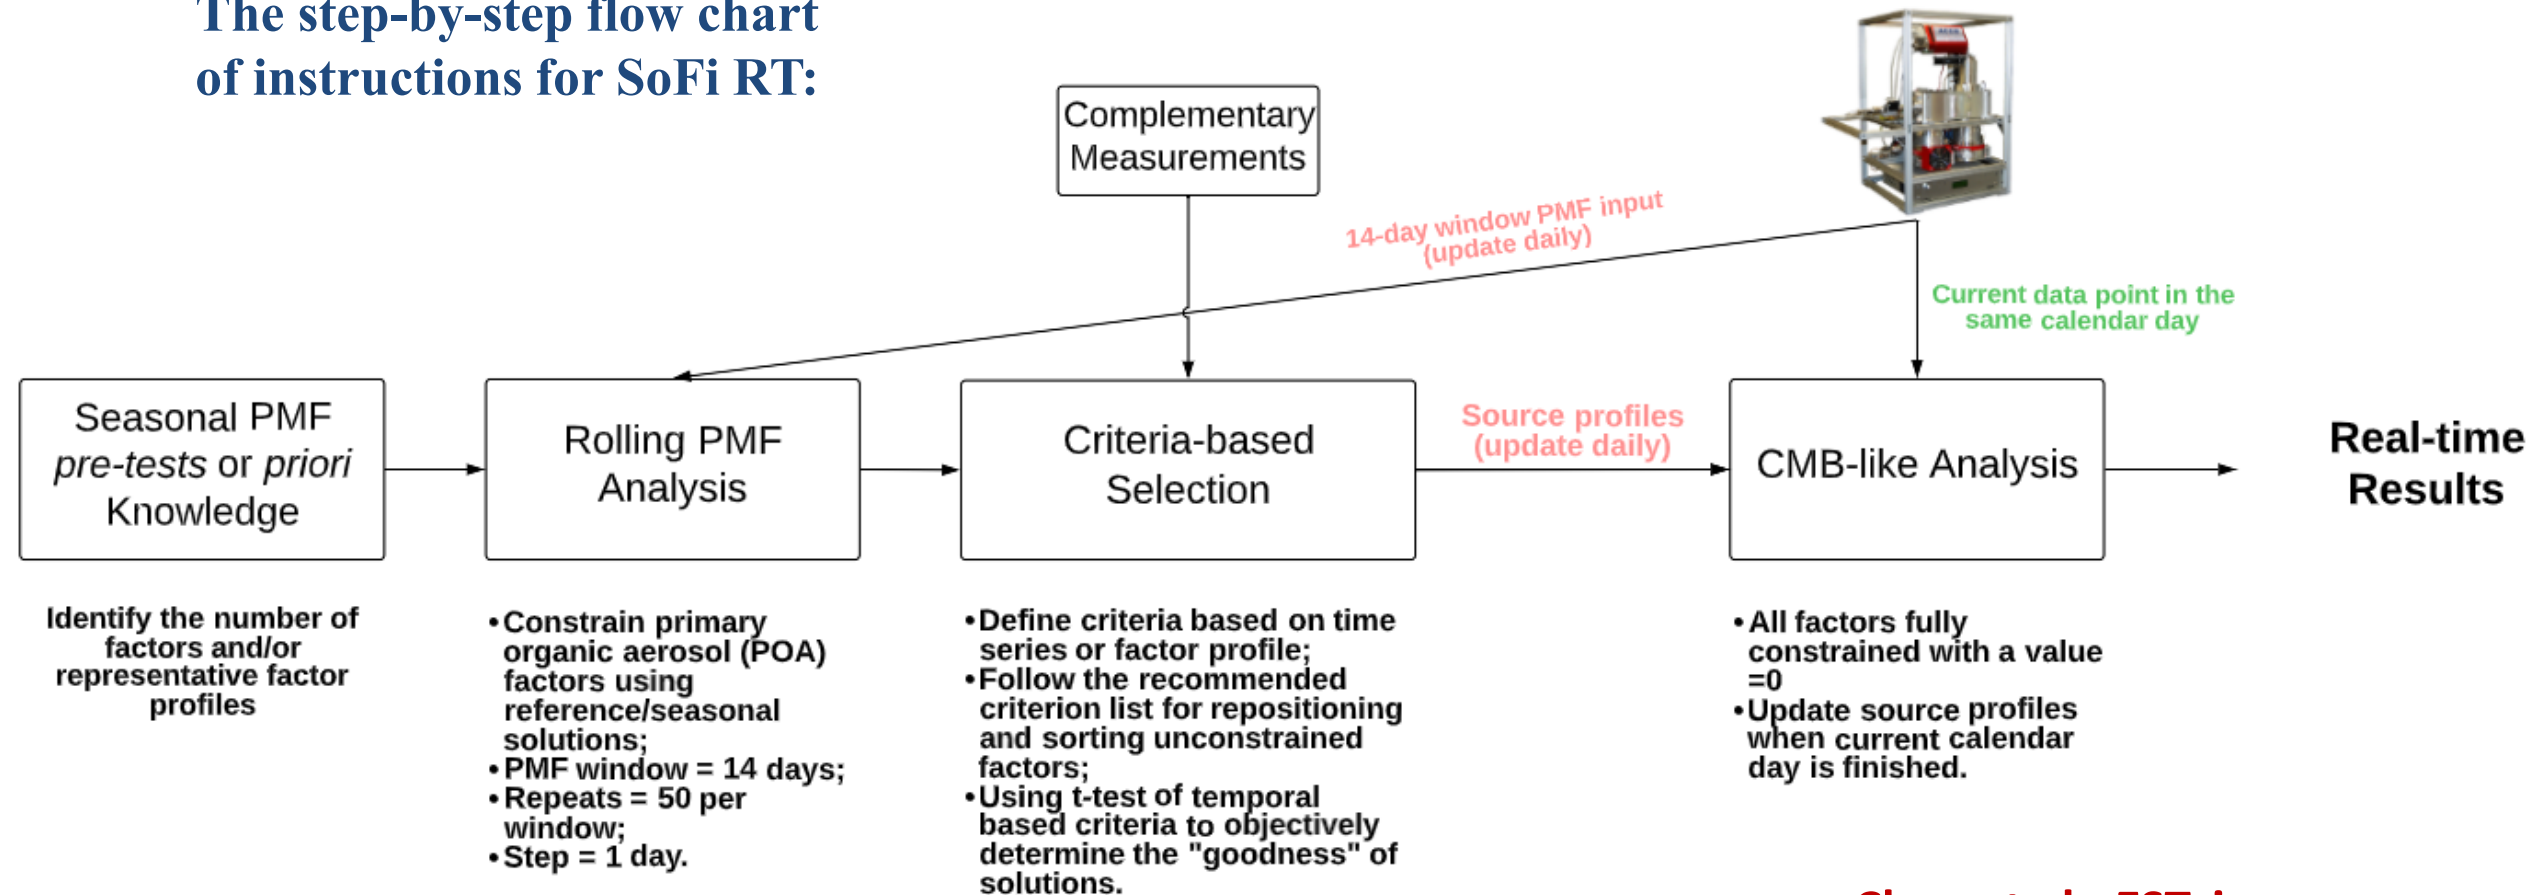 The step-by-step flow chart
of instructions for SoFi RT:
Complementary
Measurements
14-day window PMF input
(update daily)
Current data point in the
same calendar day
Seasonal PMF
pre-tests or priori
Knowledge
Rolling PMF
Analysis
Criteria-based
Selection
Source profiles
(update daily)
CMB-like Analysis
Real-time
Results
Identify the number of
factors and/or
representative factor
profiles
•Constrain primary
organic aerosol (POA)
factors using
reference/seasonal
solutions;
•PMF window = 14 days;
•Repeats = 50 per
window;
•Step = 1 day.
•Define criteria based on time
series or factor profile;
•Follow the recommended
criterion list for repositioning
and sorting unconstrained
factors;
•Using t-test of temporal
based criteria to objectively
determine the "goodness" of
solutions.
•All factors fully
constrained with a value
=0
•Update source profiles
when current calendar
day is finished.